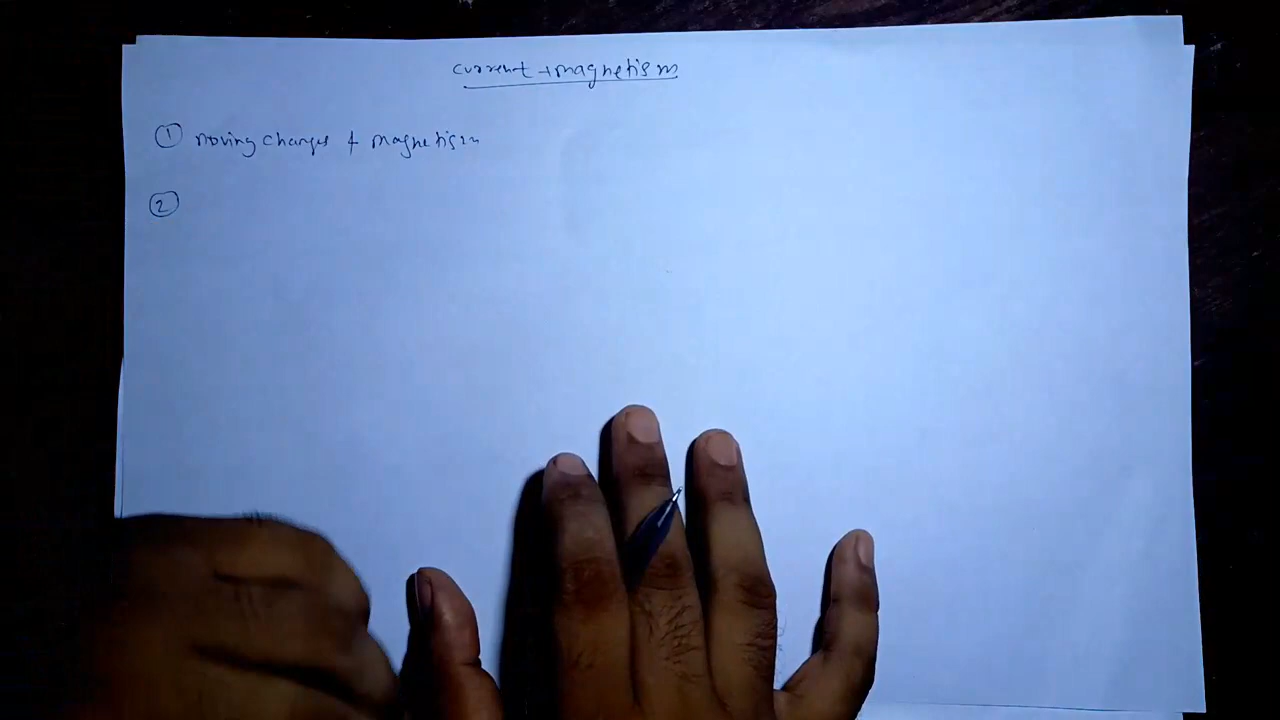 current + magnetism
① moving charges & magnetism
②